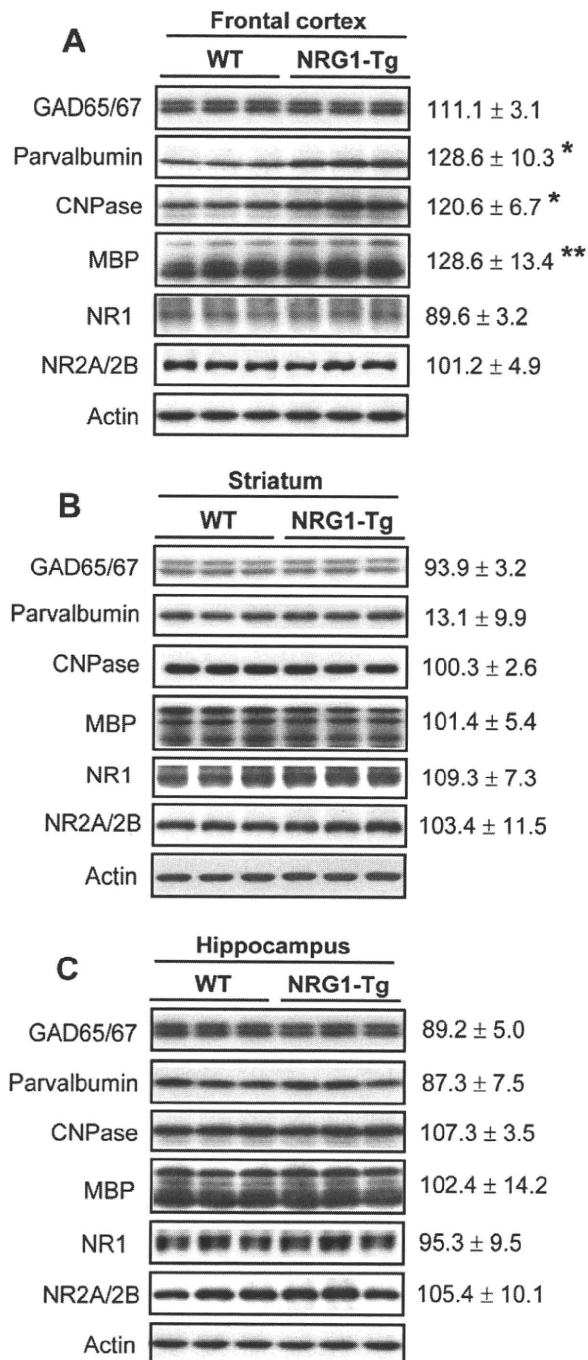 A
Frontal cortex
WT NRG1-Tg
GAD65/67 111.1 ± 3.1
Parvalbumin 128.6 ± 10.3 *
CNPase 120.6 ± 6.7 *
MBP 128.6 ± 13.4 **
NR1 89.6 ± 3.2
NR2A/2B 101.2 ± 4.9
Actin
B
Striatum
WT NRG1-Tg
GAD65/67 93.9 ± 3.2
Parvalbumin 13.1 ± 9.9
CNPase 100.3 ± 2.6
MBP 101.4 ± 5.4
NR1 109.3 ± 7.3
NR2A/2B 103.4 ± 11.5
Actin
C
Hippocampus
WT NRG1-Tg
GAD65/67 89.2 ± 5.0
Parvalbumin 87.3 ± 7.5
CNPase 107.3 ± 3.5
MBP 102.4 ± 14.2
NR1 95.3 ± 9.5
NR2A/2B 105.4 ± 10.1
Actin